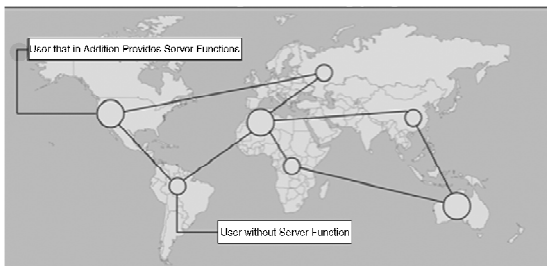 User that in Addition Provides Server Functions
User without Server Function